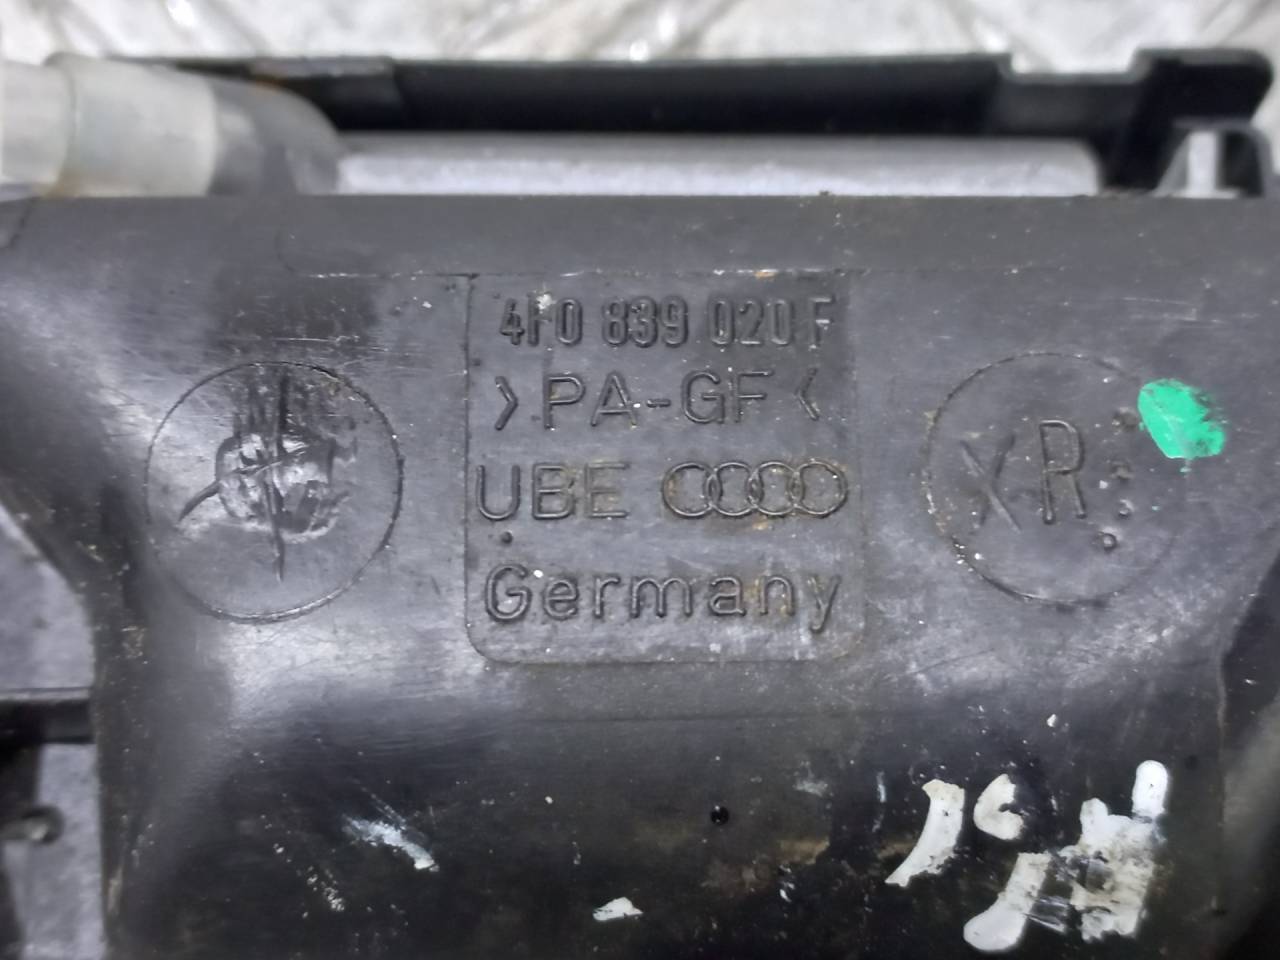 4F0 839 020 F
>PA-GF<
UBE
Germany
XR